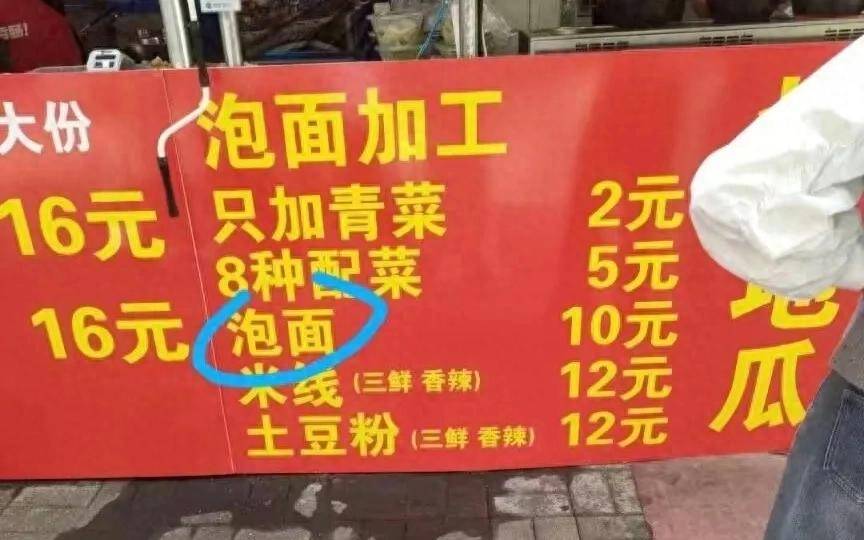 大份
16元
16元
泡面加工
只加青菜 2元
8种配菜 5元
泡面 10元
米线(三鲜 香辣) 12元
土豆粉(三鲜 香辣) 12元
地
瓜